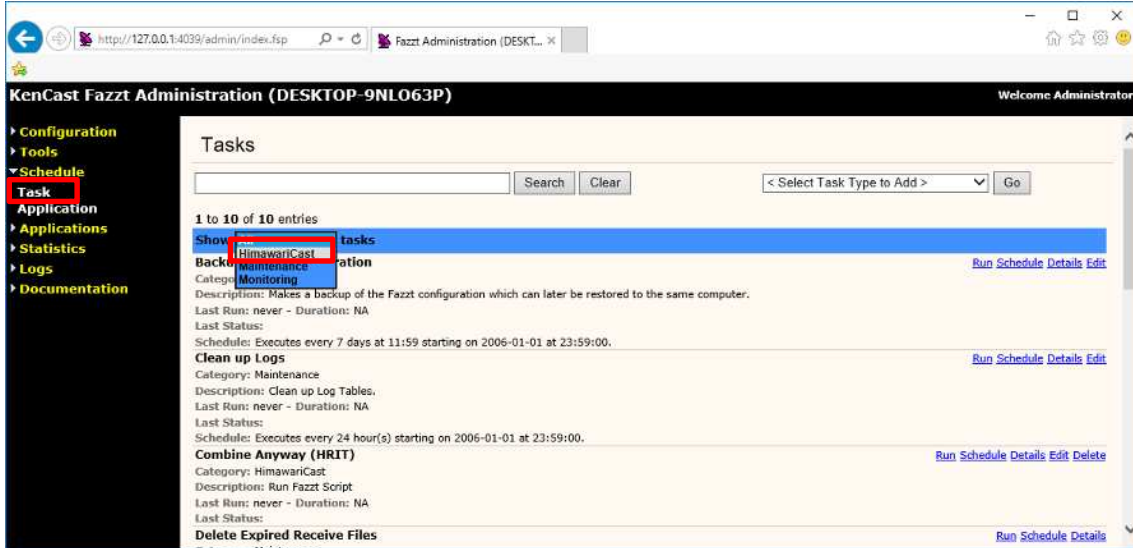 http://127.0.0.1:4039/admin/index.fsp
Fazzt Administration (DESKT...
KenCast Fazzt Administration (DESKTOP-9NLO63P)
Welcome Administrator
Configuration
Tools
Schedule
Task
Application
Applications
Statistics
Logs
Documentation
Tasks
Search Clear
< Select Task Type to Add > Go
1 to 10 of 10 entries
Show tasks
HimawariCast
Maintenance
Monitoring
Run Schedule Details Edit
Description: Makes a backup of the Fazzt configuration which can later be restored to the same computer.
Last Run: never - Duration: NA
Last Status:
Schedule: Executes every 7 days at 11:59 starting on 2006-01-01 at 23:59:00.
Clean up Logs
Run Schedule Details Edit
Category: Maintenance
Description: Clean up Log Tables.
Last Run: never - Duration: NA
Last Status:
Schedule: Executes every 24 hour(s) starting on 2006-01-01 at 23:59:00.
Combine Anyway (HRIT)
Run Schedule Details Edit Delete
Category: HimawariCast
Description: Run Fazzt Script
Last Run: never - Duration: NA
Last Status:
Delete Expired Receive Files
Run Schedule Details